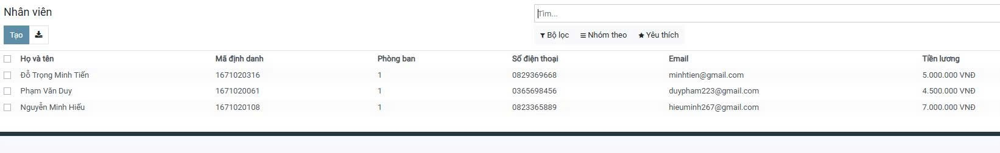 Nhân viên
Tìm...
Tạo
Bộ lọc Nhóm theo Yêu thích
Họ và tên Mã định danh Phòng ban Số điện thoại Email Tiền lương
Đỗ Trọng Minh Tiến 1671020316 1 0829369668 minhtien@gmail.com 5.000.000 VNĐ
Phạm Văn Duy 1671020061 1 0365698456 duypham223@gmail.com 4.500.000 VNĐ
Nguyễn Minh Hiếu 1671020108 1 0823365889 hieuminh267@gmail.com 7.000.000 VNĐ